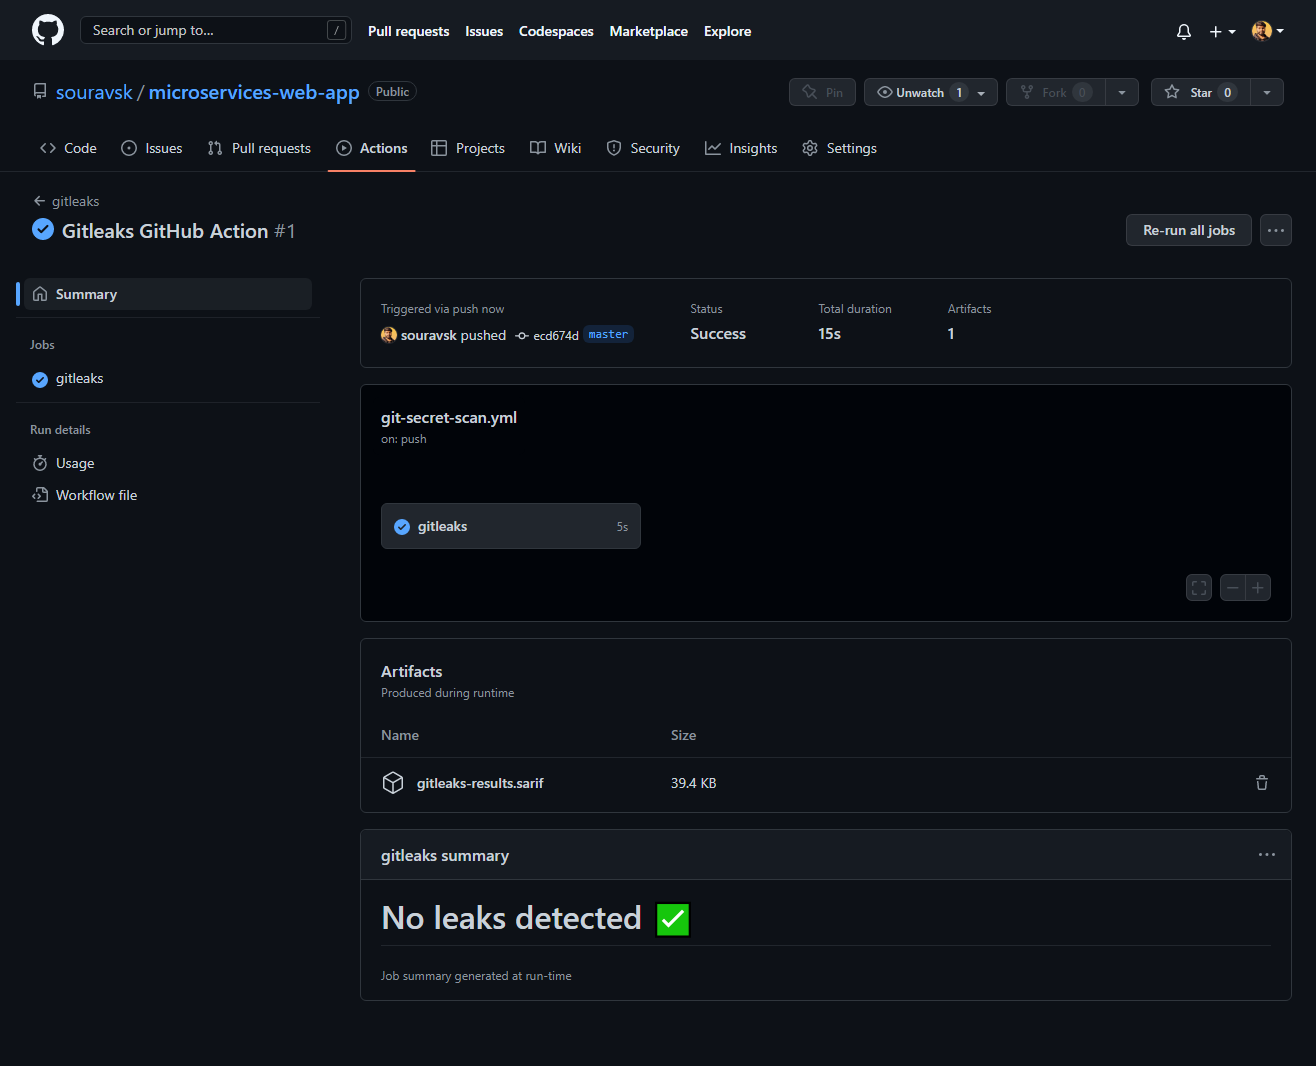 Search or jump to... /
Pull requests Issues Codespaces Marketplace Explore
souravsk / microservices-web-app Public
Pin Unwatch 1 Fork 0 Star 0
Code Issues Pull requests Actions Projects Wiki Security Insights Settings
gitleaks
Gitleaks GitHub Action #1
Re-run all jobs
Summary
Jobs
gitleaks
Run details
Usage
Workflow file
Triggered via push now
souravsk pushed ecd674d master
Status
Success
Total duration
15s
Artifacts
1
git-secret-scan.yml
on: push
gitleaks 5s
Artifacts
Produced during runtime
Name Size
gitleaks-results.sarif 39.4 KB
gitleaks summary
No leaks detected ✅
Job summary generated at run-time